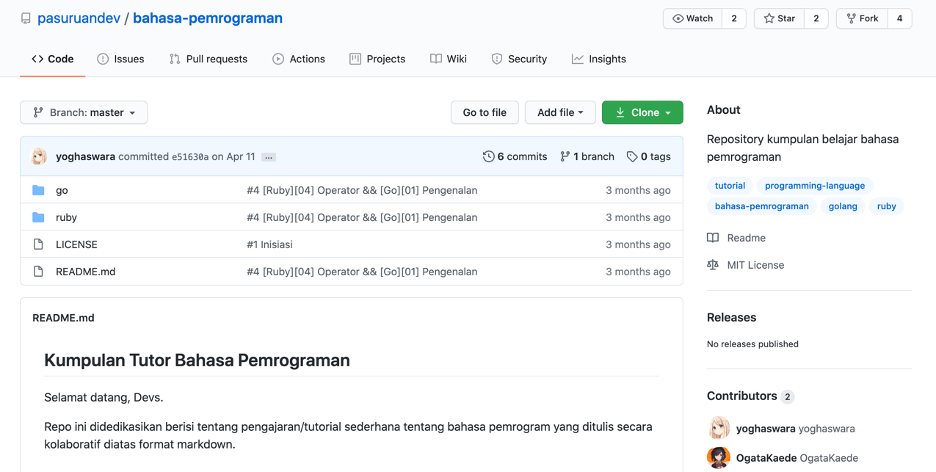 pasuruandev / bahasa-pemrograman
Watch 2 Star 2 Fork 4
Code Issues Pull requests Actions Projects Wiki Security Insights
Branch: master Go to file Add file Clone
yoghaswara committed e51630a on Apr 11 ... 6 commits 1 branch 0 tags
go #4 [Ruby][04] Operator && [Go][01] Pengenalan 3 months ago
ruby #4 [Ruby][04] Operator && [Go][01] Pengenalan 3 months ago
LICENSE #1 Inisiasi 3 months ago
README.md #4 [Ruby][04] Operator && [Go][01] Pengenalan 3 months ago
README.md
Kumpulan Tutor Bahasa Pemrograman
Selamat datang, Devs.
Repo ini didedikasikan berisi tentang pengajaran/tutorial sederhana tentang bahasa pemrogram yang ditulis secara
kolaboratif diatas format markdown.
About
Repository kumpulan belajar bahasa
pemrograman
tutorial programming-language
bahasa-pemrograman golang ruby
Readme
MIT License
Releases
No releases published
Contributors 2
yoghaswara yoghaswara
OgataKaede OgataKaede